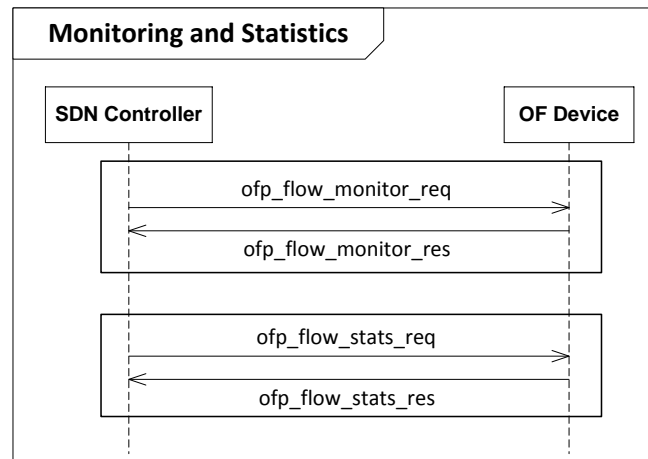 Monitoring and Statistics
SDN Controller
OF Device
ofp_flow_monitor_req
ofp_flow_monitor_res
ofp_flow_stats_req
ofp_flow_stats_res